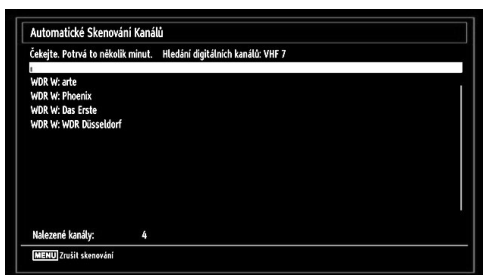 Automatické Skenování Kanálů
Čekejte. Potrvá to několik minut. Hledání digitálních kanálů: VHF 7
WDR W: arte
WDR W: Phoenix
WDR W: Das Erste
WDR W: WDR Düsseldorf
Nalezené kanály: 4
MENU Zrušit skenování